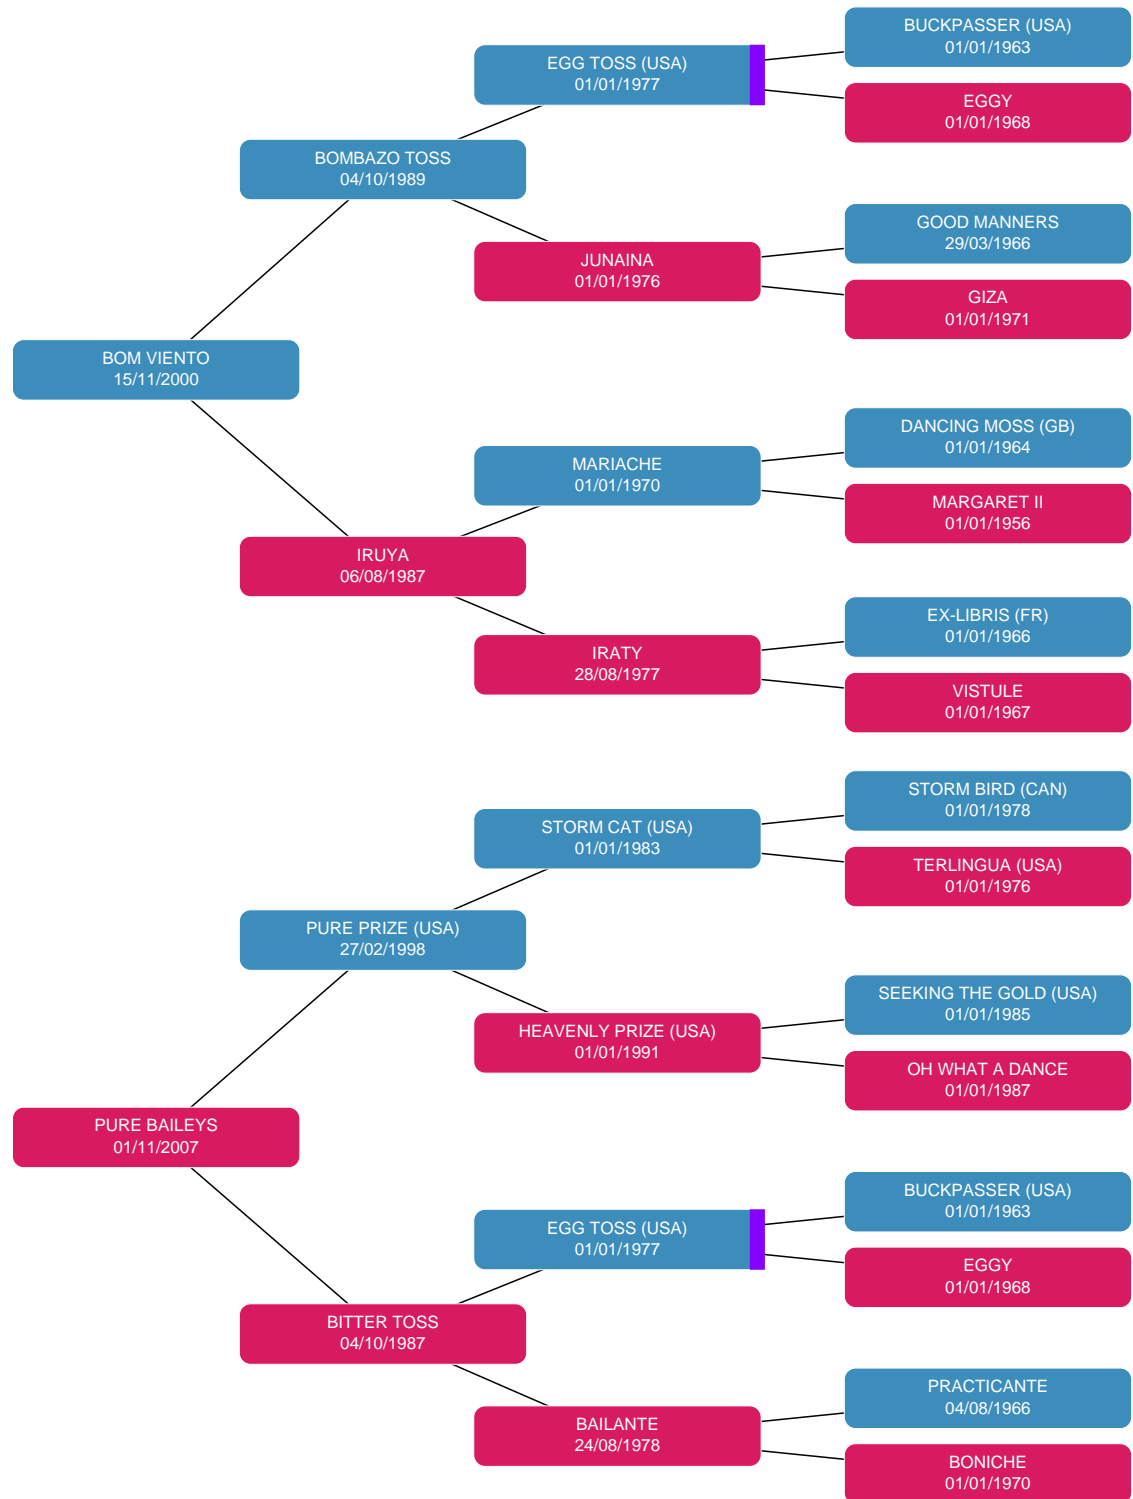 BUCKPASSER (USA)
01/01/1963
EGG TOSS (USA)
01/01/1977
EGGY
01/01/1968
BOMBAZO TOSS
04/10/1989
GOOD MANNERS
29/03/1966
JUNAINA
01/01/1976
GIZA
01/01/1971
BOM VIENTO
15/11/2000
DANCING MOSS (GB)
01/01/1964
MARIACHE
01/01/1970
MARGARET II
01/01/1956
IRUYA
06/08/1987
EX-LIBRIS (FR)
01/01/1966
IRATY
28/08/1977
VISTULE
01/01/1967
STORM BIRD (CAN)
01/01/1978
STORM CAT (USA)
01/01/1983
TERLINGUA (USA)
01/01/1976
PURE PRIZE (USA)
27/02/1998
SEEKING THE GOLD (USA)
01/01/1985
HEAVENLY PRIZE (USA)
01/01/1991
OH WHAT A DANCE
01/01/1987
PURE BAILEYS
01/11/2007
BUCKPASSER (USA)
01/01/1963
EGG TOSS (USA)
01/01/1977
EGGY
01/01/1968
BITTER TOSS
04/10/1987
PRACTICANTE
04/08/1966
BAILANTE
24/08/1978
BONICHE
01/01/1970